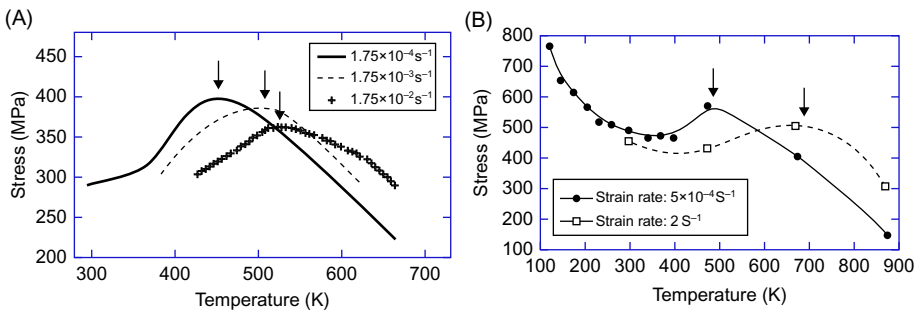 (A)
Stress (MPa)
450
400
350
300
250
200
300 400 500 600 700
Temperature (K)
1.75×10⁻⁴s⁻¹
1.75×10⁻³s⁻¹
1.75×10⁻²s⁻¹
(B)
Stress (MPa)
800
700
600
500
400
300
200
100
100 200 300 400 500 600 700 800 900
Temperature (K)
Strain rate: 5×10⁻⁴S⁻¹
Strain rate: 2 S⁻¹